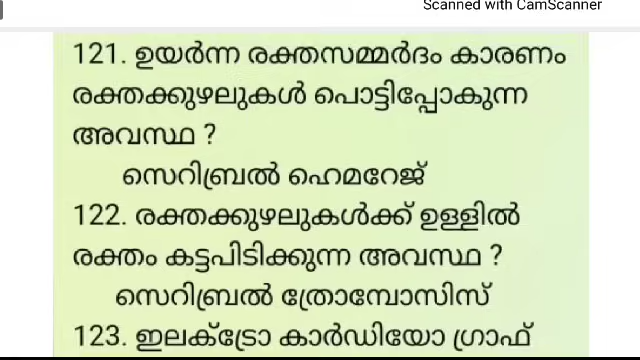 Scanned with CamScanner
121. ഉയർന്ന രക്തസമ്മർദം കാരണം
രക്തക്കുഴലുകൾ പൊട്ടിപ്പോകുന്ന
അവസ്ഥ ?
സെറിബ്രൽ ഹെമറേജ്
122. രക്തക്കുഴലുകൾക്ക് ഉള്ളിൽ
രക്തം കട്ടപിടിക്കുന്ന അവസ്ഥ ?
സെറിബ്രൽ ത്രോമ്പോസിസ്
123. ഇലക്ട്രോ കാർഡിയോ ഗ്രാഫ്